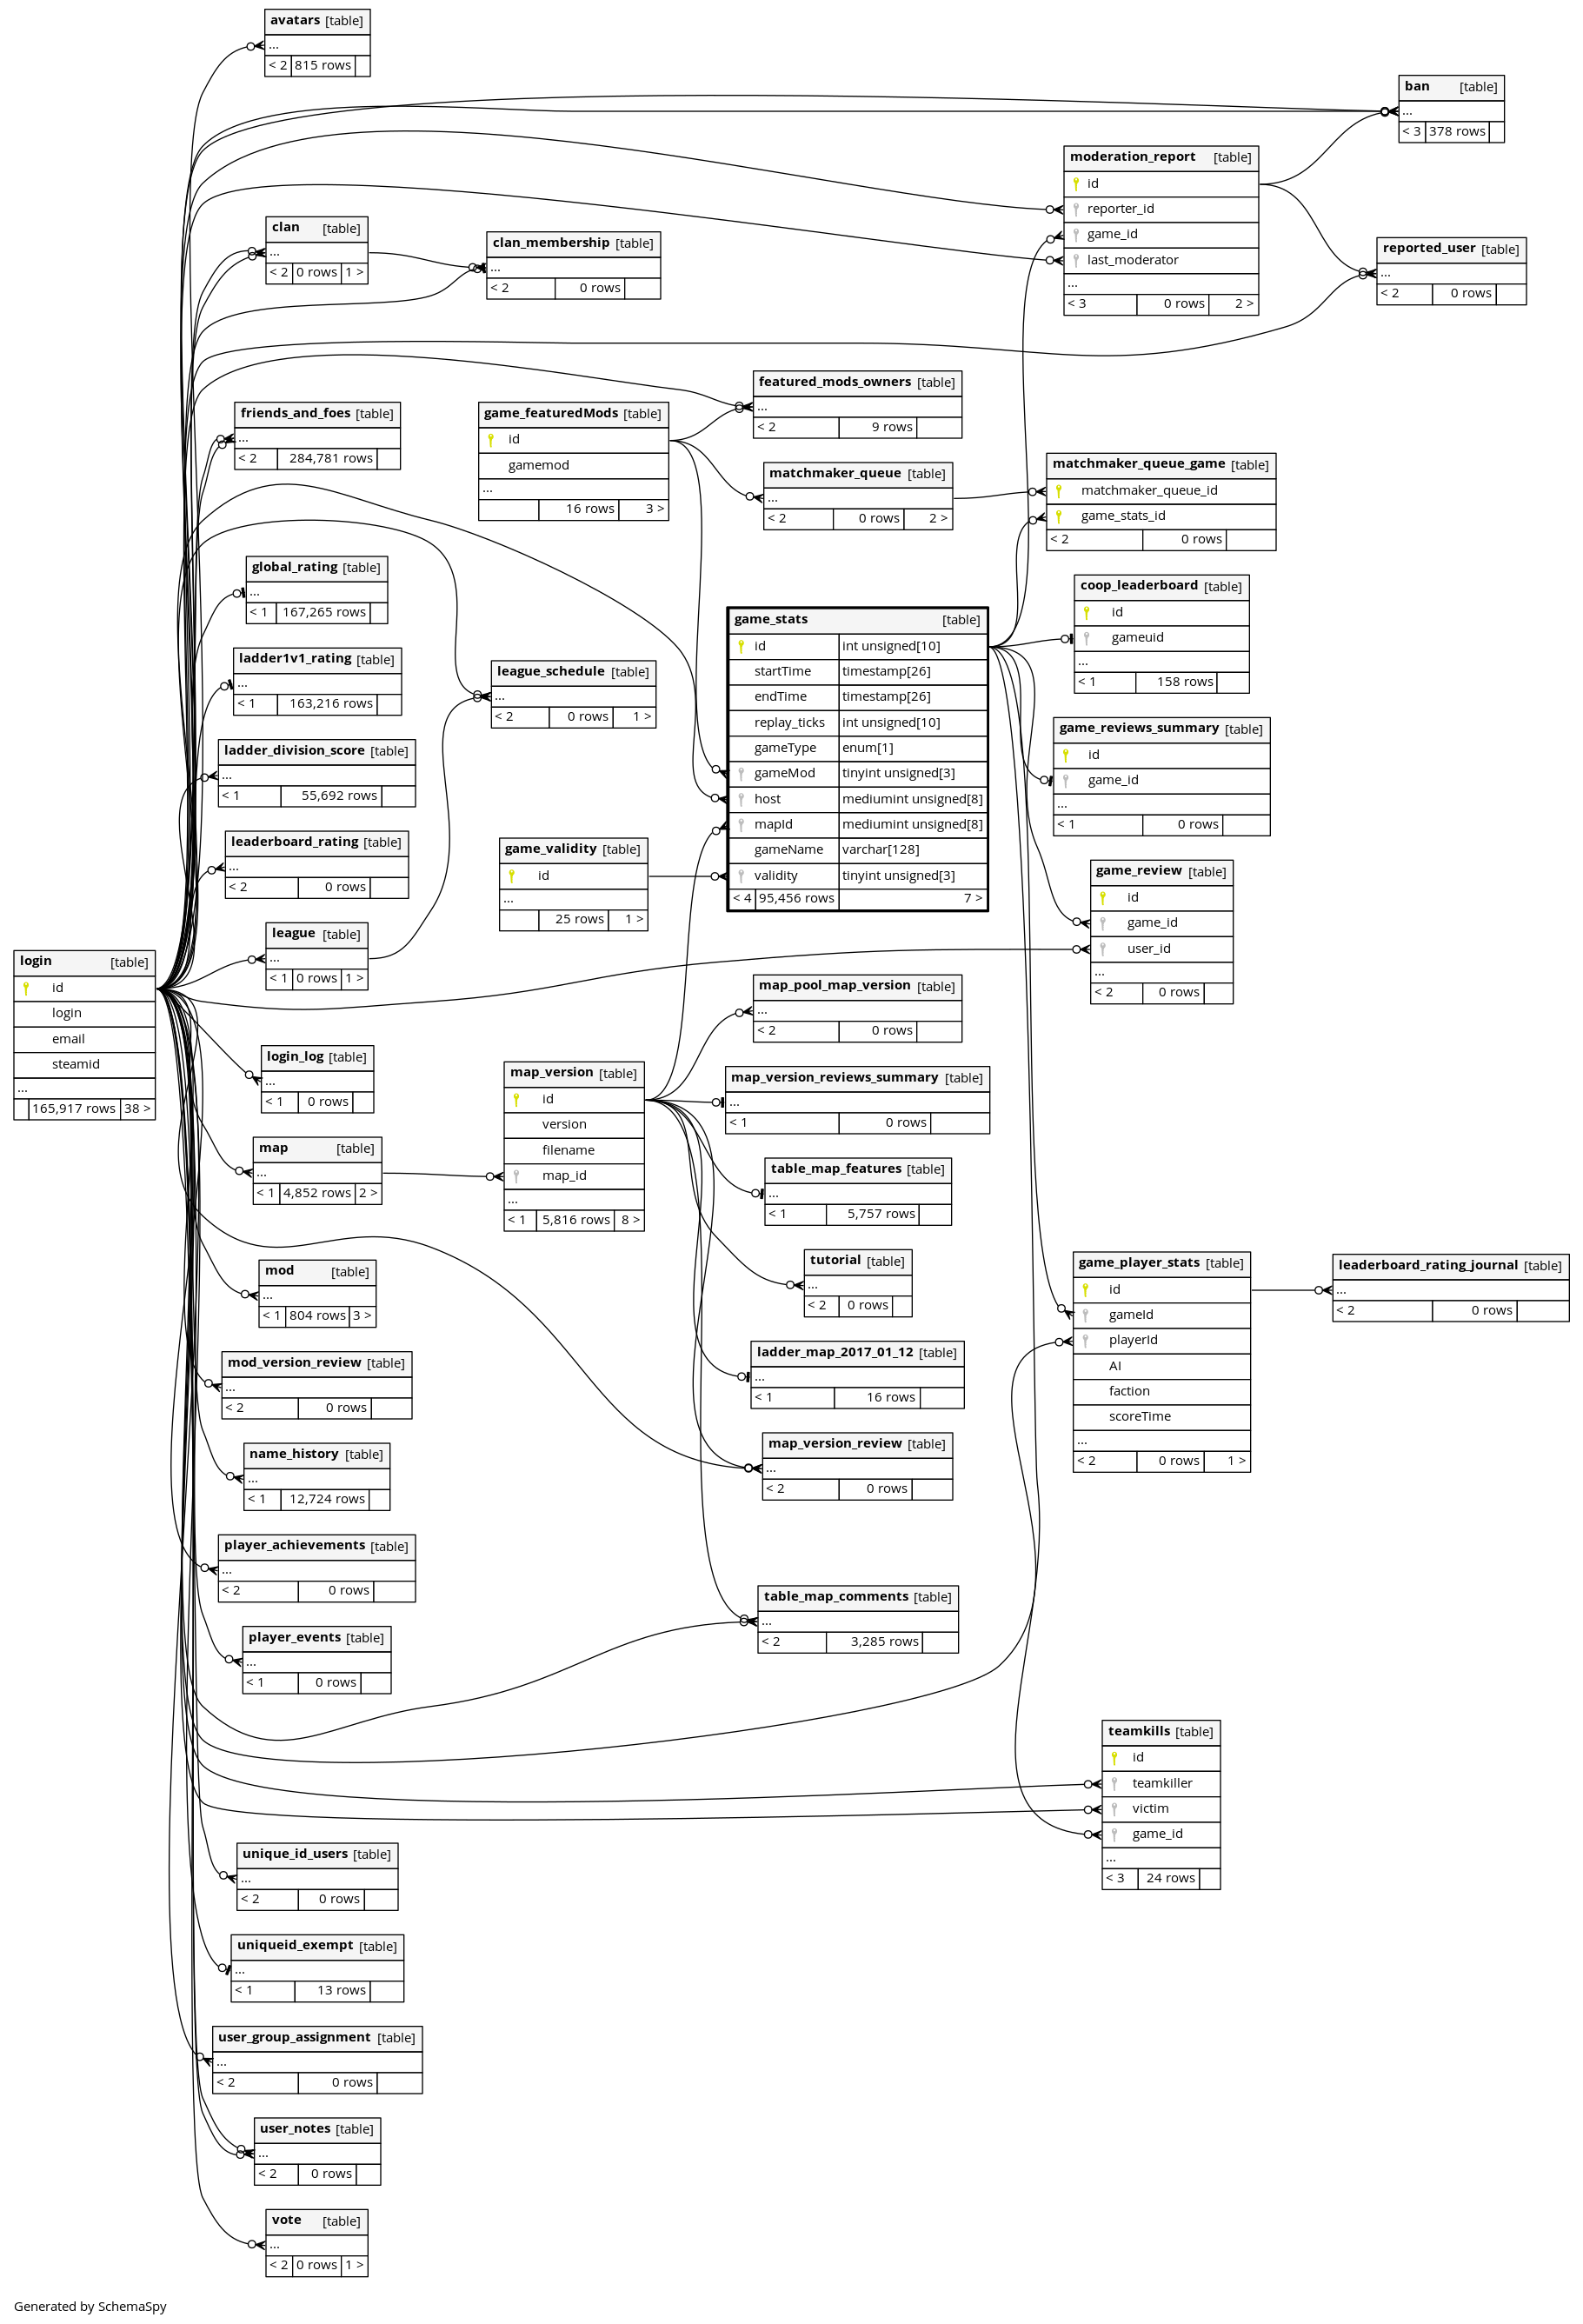 avatars [table]
...
< 2 815 rows
ban [table]
...
< 3 378 rows
moderation_report [table]
id
reporter_id
game_id
last_moderator
...
< 3 0 rows 2 >
clan [table]
...
< 2 0 rows 1 >
clan_membership [table]
...
< 2 0 rows
reported_user [table]
...
< 2 0 rows
featured_mods_owners [table]
...
< 2 9 rows
friends_and_foes [table]
...
< 2 284,781 rows
game_featuredMods [table]
id
gamemod
...
16 rows 3 >
matchmaker_queue [table]
...
< 2 0 rows 2 >
matchmaker_queue_game [table]
matchmaker_queue_id
game_stats_id
< 2 0 rows
global_rating [table]
...
< 1 167,265 rows
coop_leaderboard [table]
id
gameuid
...
< 1 158 rows
game_stats [table]
id int unsigned[10]
startTime timestamp[26]
endTime timestamp[26]
replay_ticks int unsigned[10]
gameType enum[1]
gameMod tinyint unsigned[3]
host mediumint unsigned[8]
mapId mediumint unsigned[8]
gameName varchar[128]
validity tinyint unsigned[3]
< 4 95,456 rows 7 >
ladder1v1_rating [table]
...
< 1 163,216 rows
league_schedule [table]
...
< 2 0 rows 1 >
game_reviews_summary [table]
id
game_id
...
< 1 0 rows
ladder_division_score [table]
...
< 1 55,692 rows
leaderboard_rating [table]
...
< 2 0 rows
game_validity [table]
id
...
25 rows 1 >
game_review [table]
id
game_id
user_id
...
< 2 0 rows
league [table]
...
< 1 0 rows 1 >
login [table]
id
login
email
steamid
...
165,917 rows 38 >
map_pool_map_version [table]
...
< 2 0 rows
login_log [table]
...
< 1 0 rows
map_version [table]
id
version
filename
map_id
...
< 1 5,816 rows 8 >
map_version_reviews_summary [table]
...
< 1 0 rows
map [table]
...
< 1 4,852 rows 2 >
table_map_features [table]
...
< 1 5,757 rows
tutorial [table]
...
< 2 0 rows
game_player_stats [table]
id
gameId
playerId
AI
faction
scoreTime
...
< 2 0 rows 1 >
leaderboard_rating_journal [table]
...
< 2 0 rows
mod [table]
...
< 1 804 rows 3 >
ladder_map_2017_01_12 [table]
...
< 1 16 rows
mod_version_review [table]
...
< 2 0 rows
map_version_review [table]
...
< 2 0 rows
name_history [table]
...
< 1 12,724 rows
player_achievements [table]
...
< 2 0 rows
table_map_comments [table]
...
< 2 3,285 rows
player_events [table]
...
< 1 0 rows
teamkills [table]
id
teamkiller
victim
game_id
...
< 3 24 rows
unique_id_users [table]
...
< 2 0 rows
uniqueid_exempt [table]
...
< 1 13 rows
user_group_assignment [table]
...
< 2 0 rows
user_notes [table]
...
< 2 0 rows
vote [table]
...
< 2 0 rows 1 >
Generated by SchemaSpy